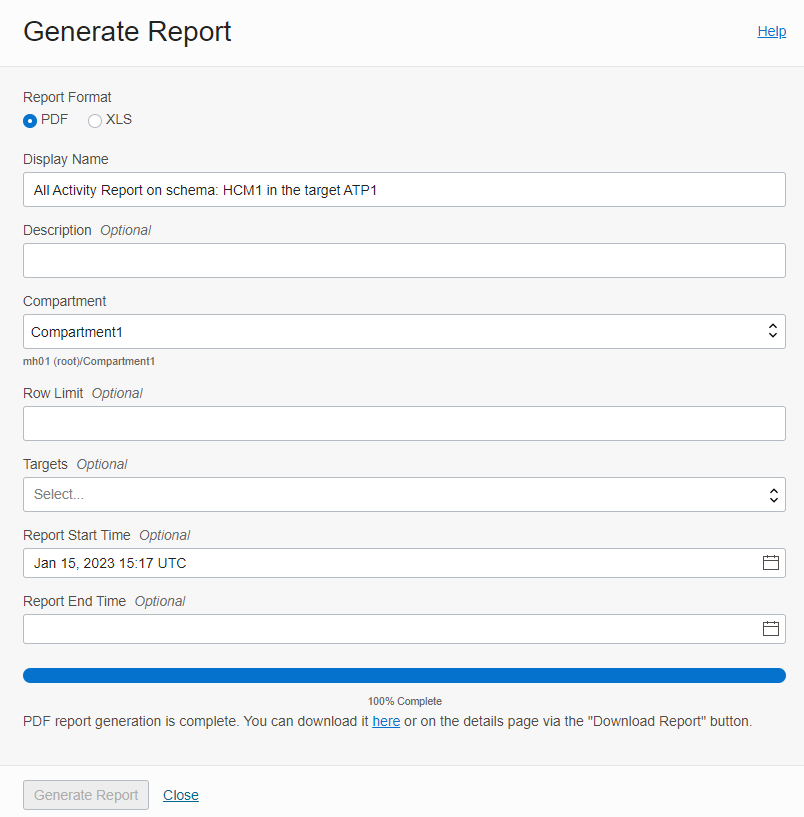 Generate Report
Help
Report Format
PDF XLS
Display Name
All Activity Report on schema: HCM1 in the target ATP1
Description Optional
Compartment
Compartment1
mh01 (root)/Compartment1
Row Limit Optional
Targets Optional
Select...
Report Start Time Optional
Jan 15, 2023 15:17 UTC
Report End Time Optional
100% Complete
PDF report generation is complete. You can download it here or on the details page via the "Download Report" button.
Generate Report Close